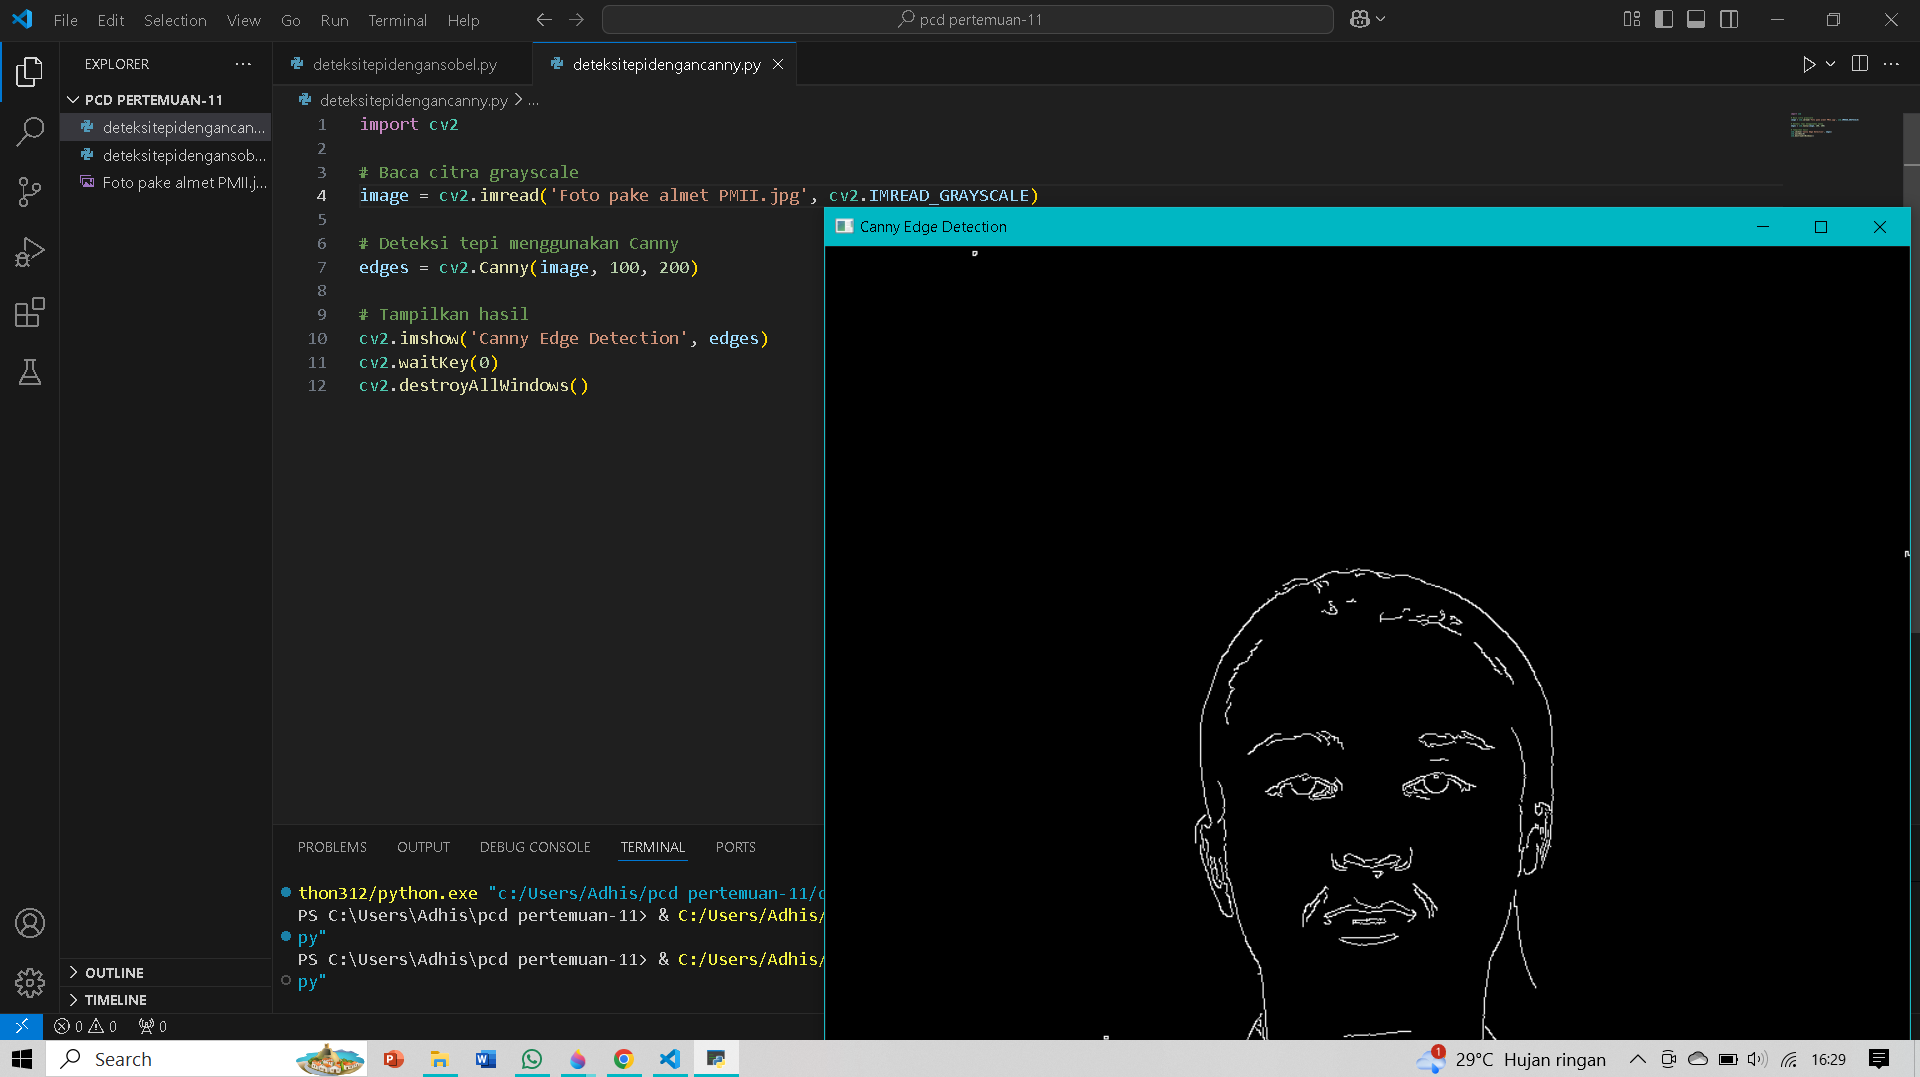 File Edit Selection View Go Run Terminal Help
pcd pertemuan-11
EXPLORER
PCD PERTEMUAN-11
deteksitepidengancan...
deteksitepidengansob...
Foto pake almet PMII.j...
OUTLINE
TIMELINE
deteksitepidengansobel.py
deteksitepidengancanny.py
deteksitepidengancanny.py > ...
1 import cv2
2
3 # Baca citra grayscale
4 image = cv2.imread('Foto pake almet PMII.jpg', cv2.IMREAD_GRAYSCALE)
5
6 # Deteksi tepi menggunakan Canny
7 edges = cv2.Canny(image, 100, 200)
8
9 # Tampilkan hasil
10 cv2.imshow('Canny Edge Detection', edges)
11 cv2.waitKey(0)
12 cv2.destroyAllWindows()
Canny Edge Detection
PROBLEMS OUTPUT DEBUG CONSOLE TERMINAL PORTS
thon312/python.exe "c:/Users/Adhis/pcd pertemuan-11/d
PS C:\Users\Adhis\pcd pertemuan-11> & C:/Users/Adhis/
py"
PS C:\Users\Adhis\pcd pertemuan-11> & C:/Users/Adhis/
py"
0 0 0
Search
1
29°C Hujan ringan
16:29